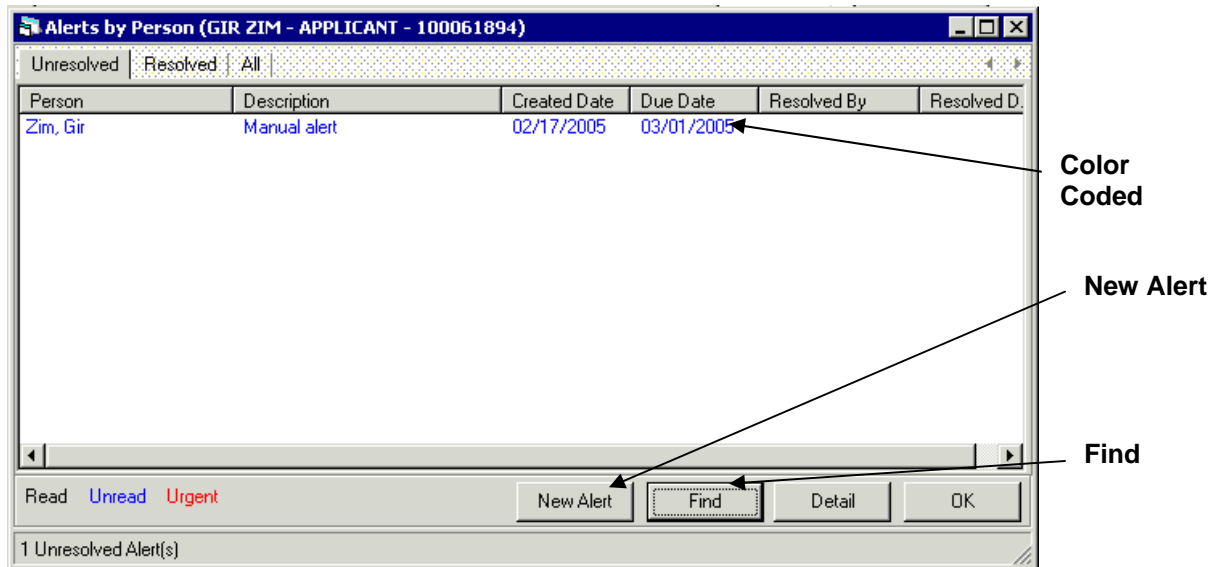 Alerts by Person (GIR ZIM - APPLICANT - 100061894)
Unresolved Resolved All
Person Description Created Date Due Date Resolved By Resolved D.
Zim, Gir Manual alert 02/17/2005 03/01/2005
Color
Coded
New Alert
Find
Read Unread Urgent New Alert Find Detail OK
1 Unresolved Alert(s)